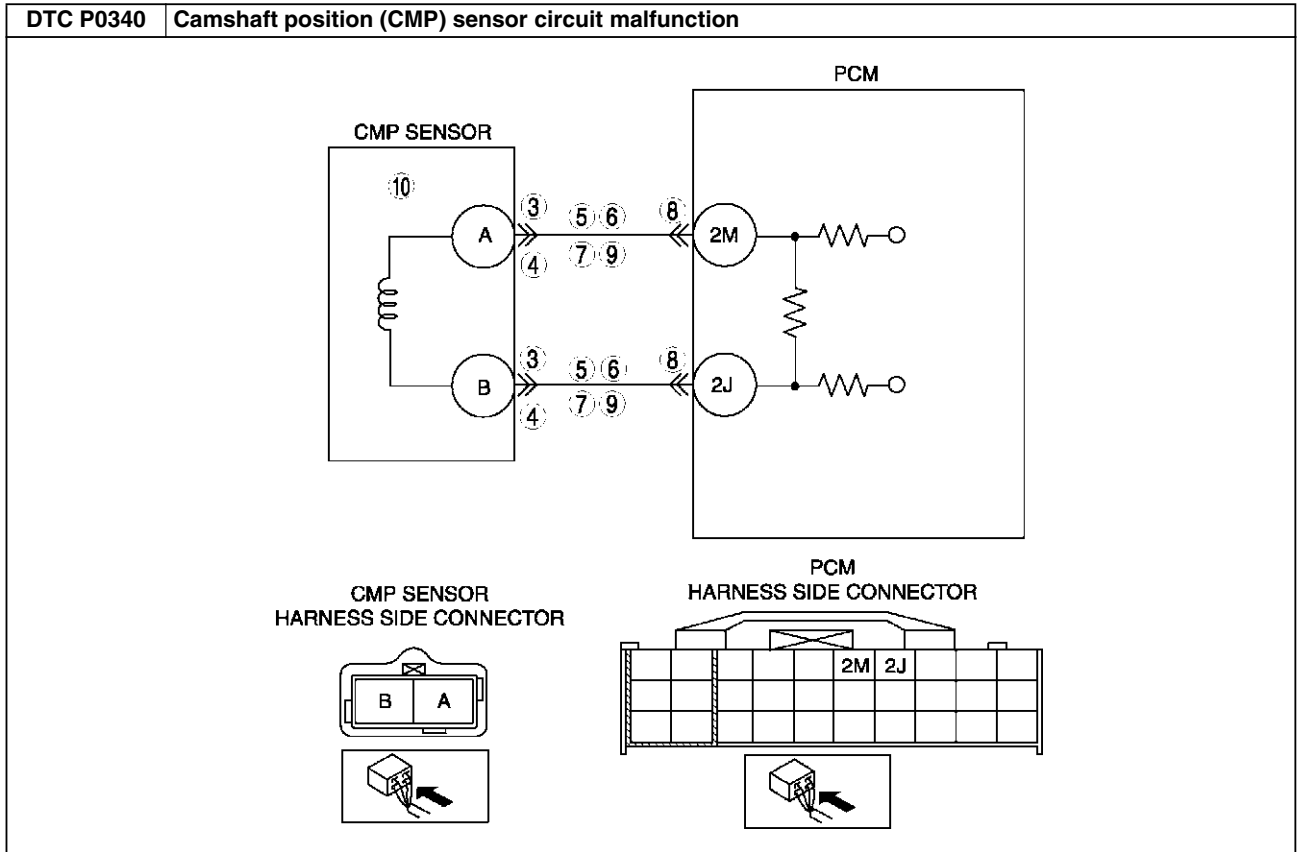 DTC P0340 Camshaft position (CMP) sensor circuit malfunction
PCM
CMP SENSOR
10
A
3
5 6
8
2M
4
7 9
B
3
5 6
8
2J
4
7 9
CMP SENSOR
HARNESS SIDE CONNECTOR
PCM
HARNESS SIDE CONNECTOR
B A
2M 2J